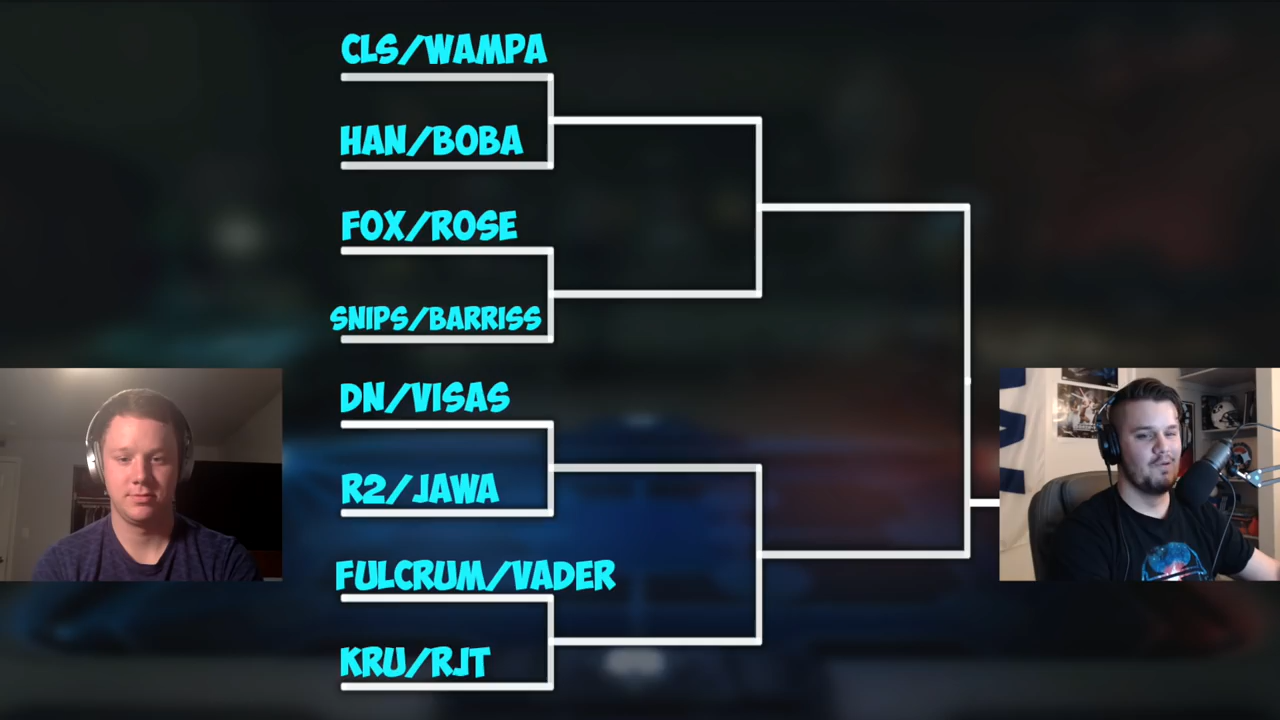 CLS/WAMPA
HAN/BOBA
FOX/ROSE
SNIPS/BARRISS
DN/VISAS
R2/JAWA
FULCRUM/VADER
KRU/RJT